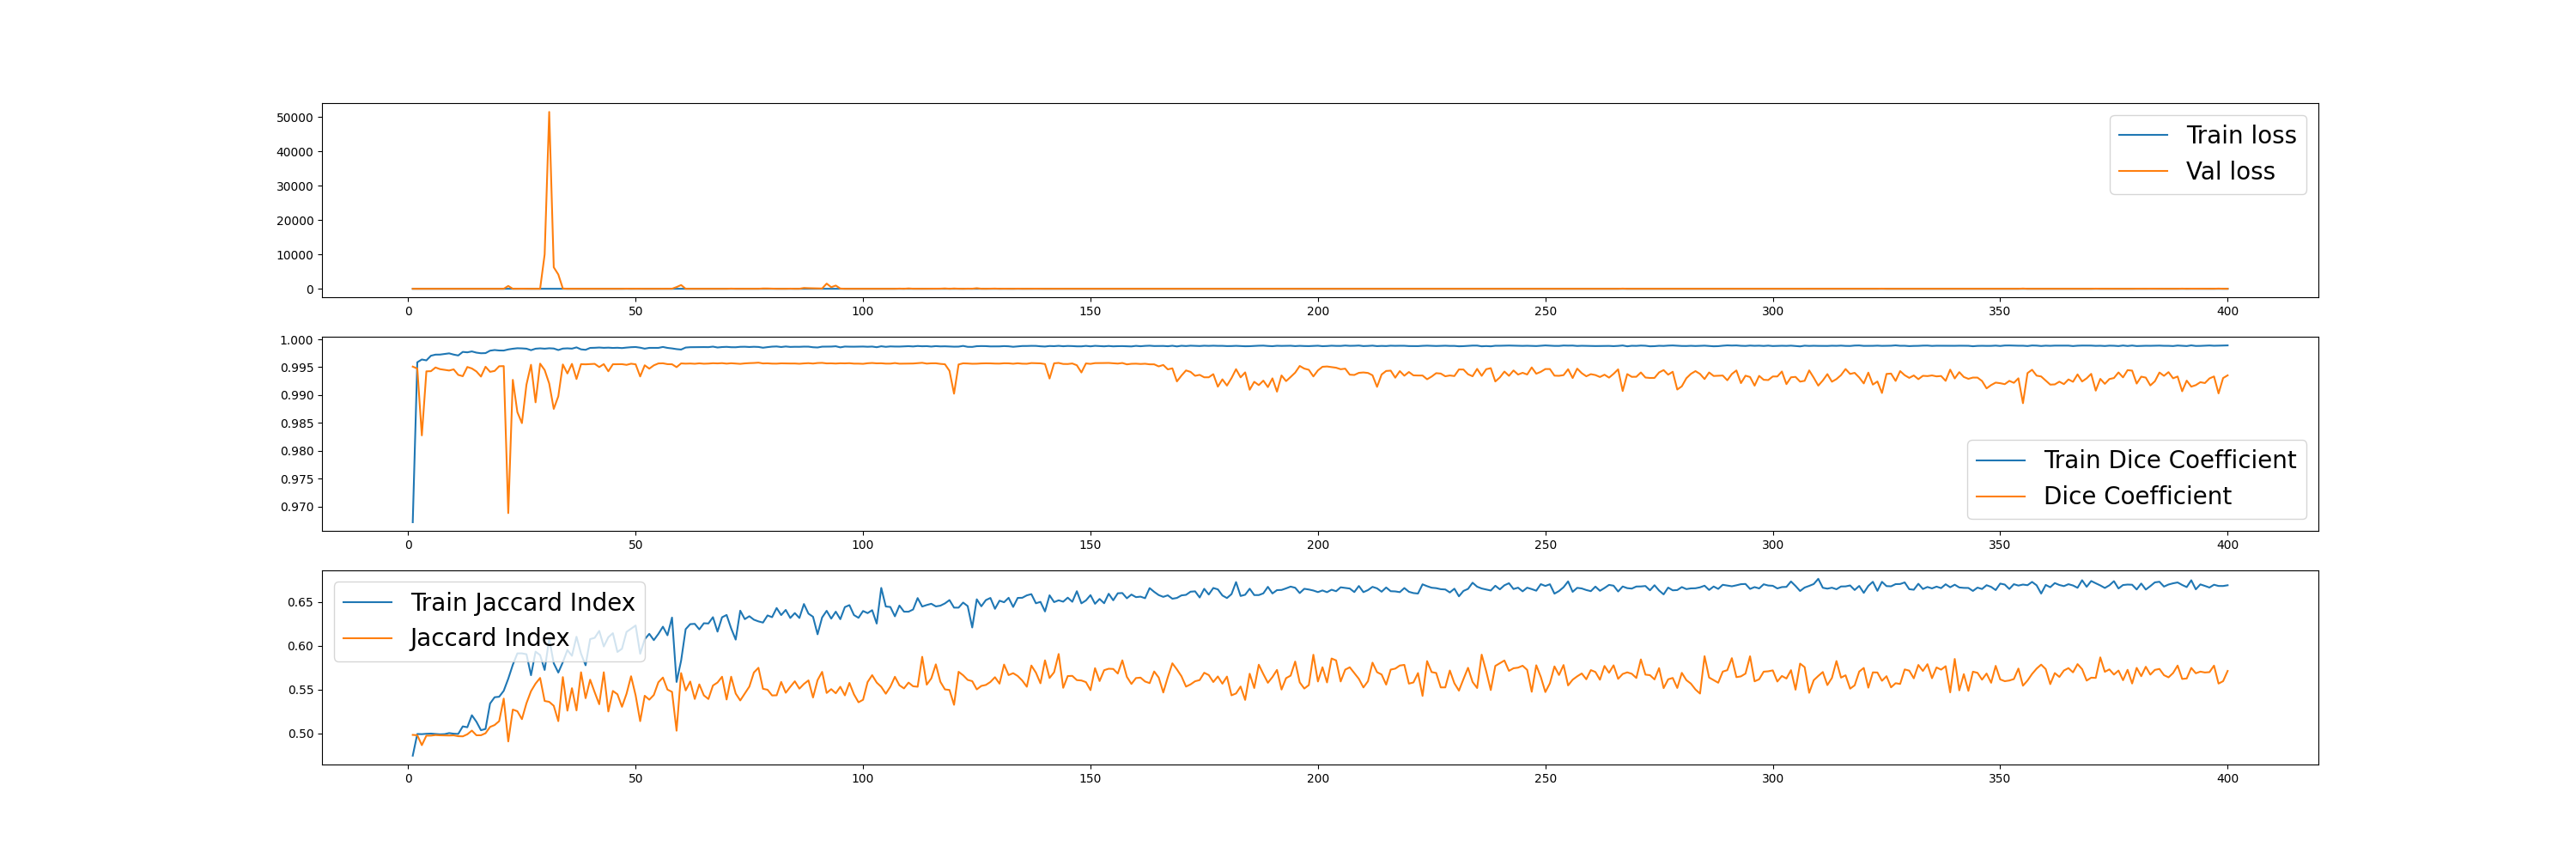 50000
40000
30000
20000
10000
0
Train loss
Val loss
0 50 100 150 200 250 300 350 400
1.000
0.995
0.990
0.985
0.980
0.975
0.970
Train Dice Coefficient
Dice Coefficient
0 50 100 150 200 250 300 350 400
0.65
0.60
0.55
0.50
Train Jaccard Index
Jaccard Index
0 50 100 150 200 250 300 350 400